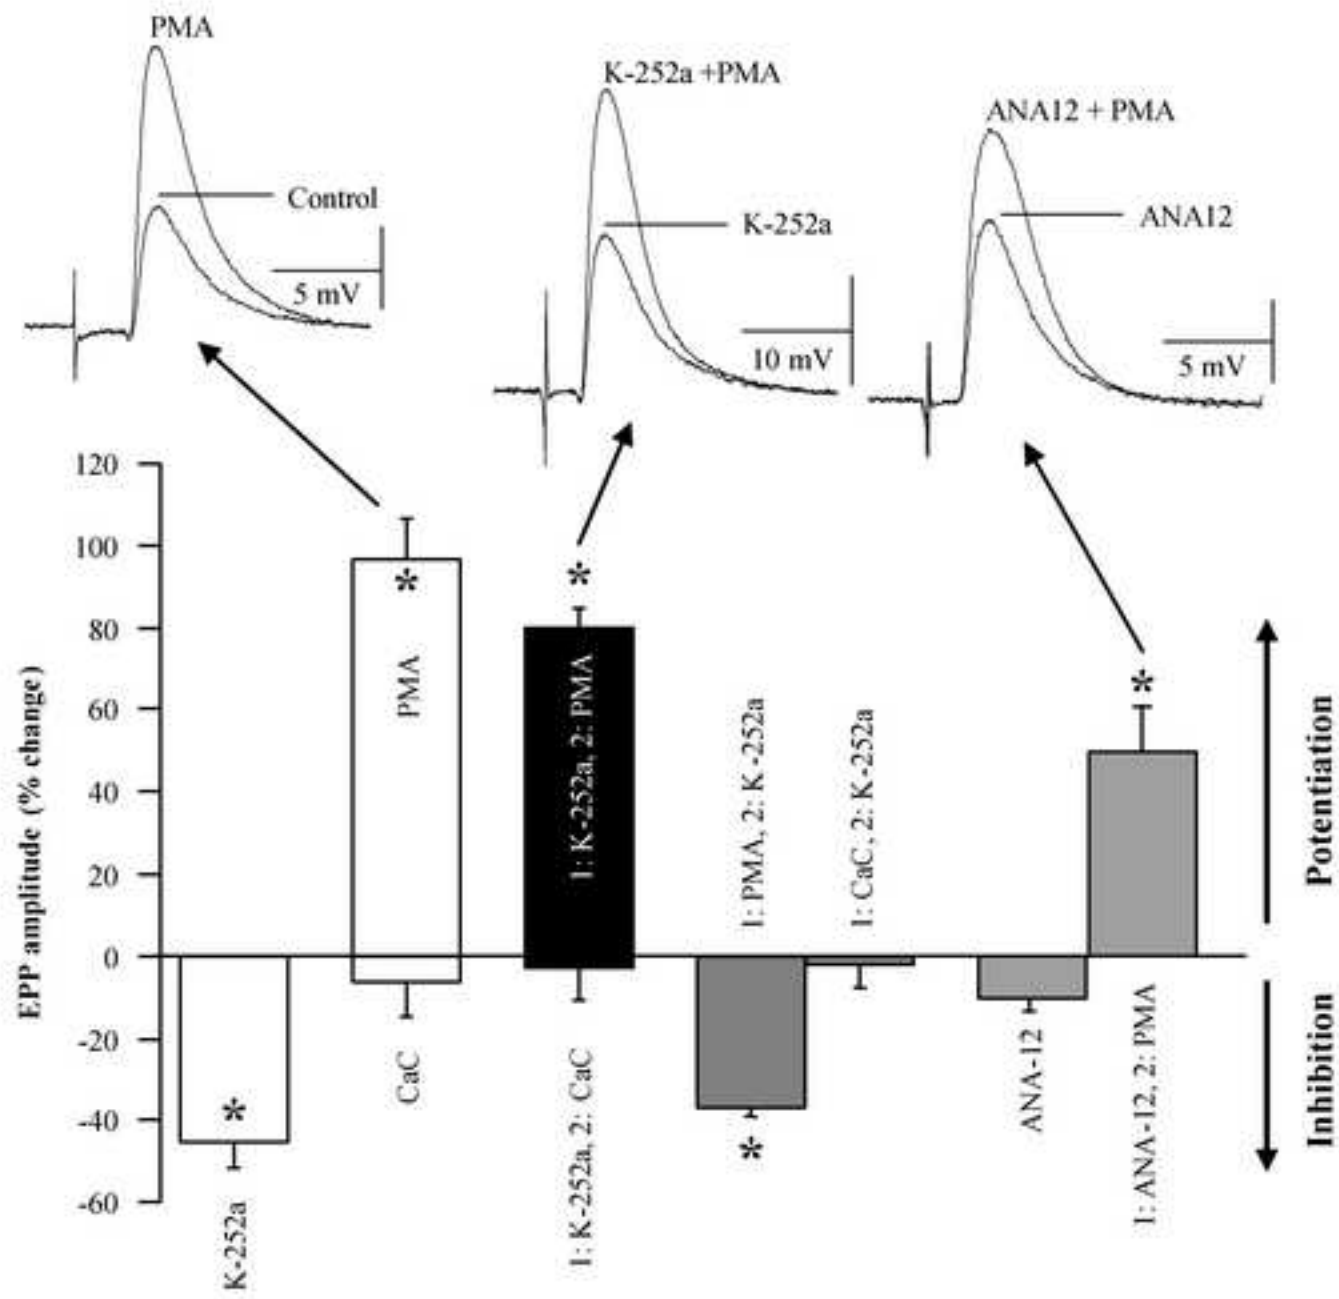 PMA
Control
5 mV
K-252a +PMA
K-252a
10 mV
ANA12 + PMA
ANA12
5 mV
EPP amplitude (% change)
120
100
80
60
40
20
0
-20
-40
-60
K-252a
*
PMA
*
CaC
1: K-252a, 2: PMA
*
1: K-252a, 2: CaC
1: PMA, 2: K-252a
*
1: CaC, 2: K-252a
ANA-12
1: ANA-12, 2: PMA
*
Potentiation
Inhibition